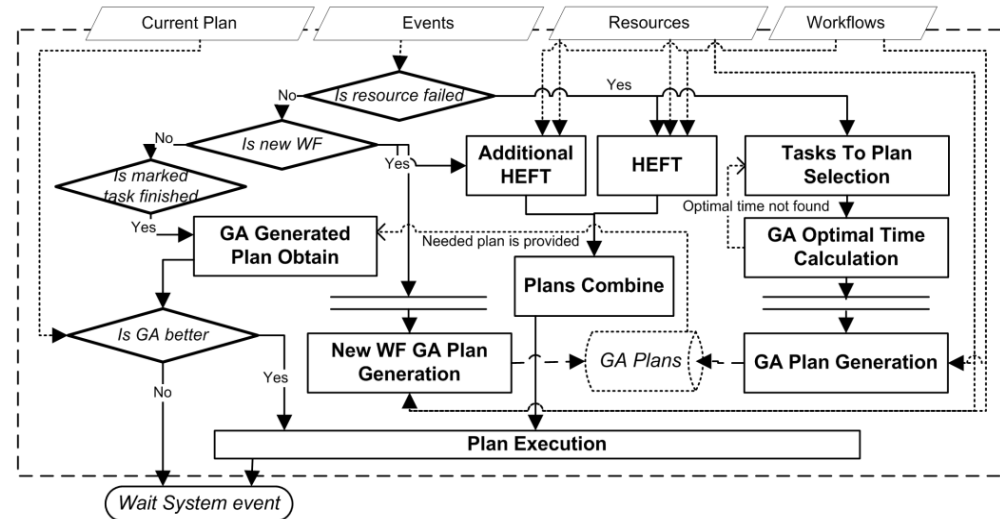 Current Plan
Events
Resources
Workflows
Is resource failed
No
Yes
Is new WF
No
Yes
Additional
HEFT
HEFT
Tasks To Plan
Selection
Is marked
task finished
Yes
Optimal time not found
GA Generated
Plan Obtain
Needed plan is provided
GA Optimal Time
Calculation
Plans Combine
Is GA better
New WF GA Plan
Generation
GA Plans
GA Plan Generation
No
Yes
Plan Execution
Wait System event